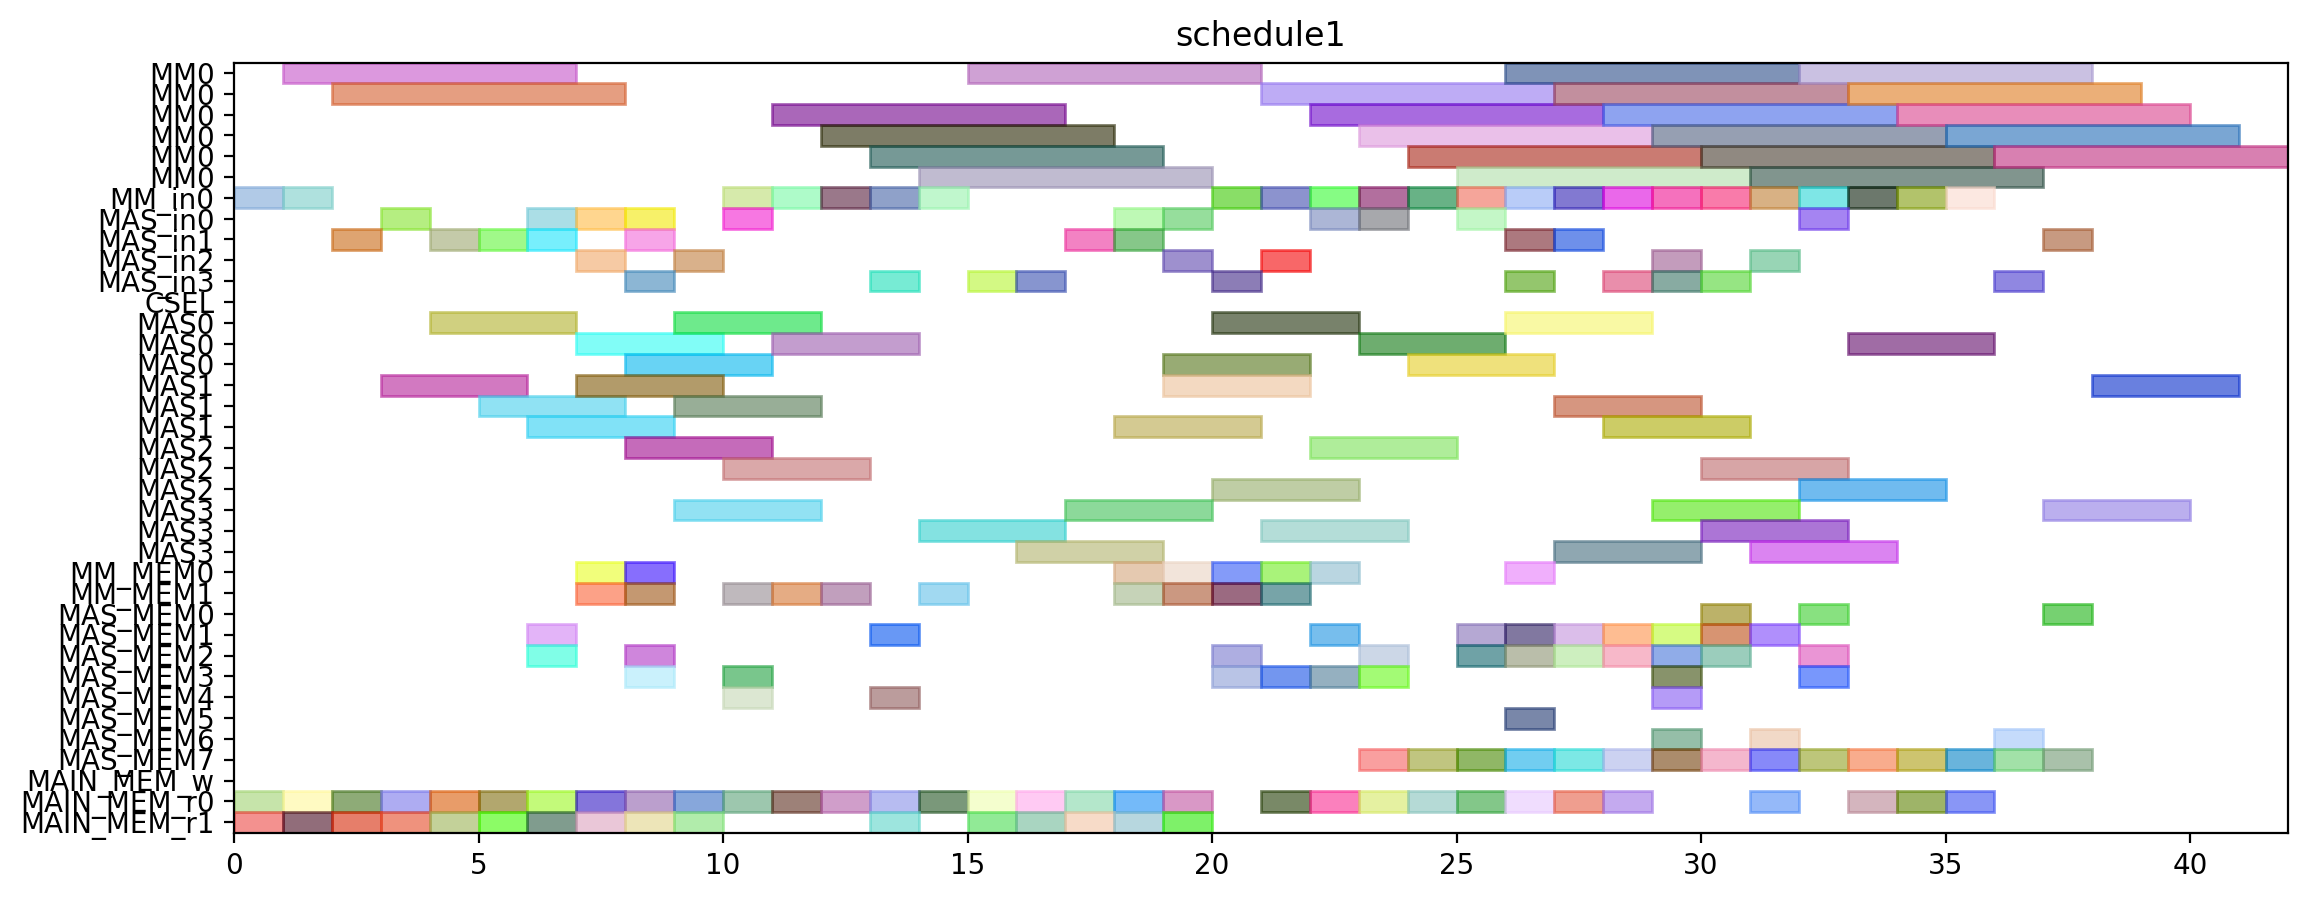 schedule1
MM0
MM0
MM0
MM0
MM0
MM0
MM_in0
MAS_in0
MAS_in1
MAS_in2
MAS_in3
CSEL
MAS0
MAS0
MAS0
MAS1
MAS1
MAS1
MAS2
MAS2
MAS2
MAS3
MAS3
MAS3
MM_MEM0
MM_MEM1
MAS_MEM0
MAS_MEM1
MAS_MEM2
MAS_MEM3
MAS_MEM4
MAS_MEM5
MAS_MEM6
MAS_MEM7
MAIN_MEM_w
MAIN_MEM_r0
MAIN_MEM_r1
0 5 10 15 20 25 30 35 40